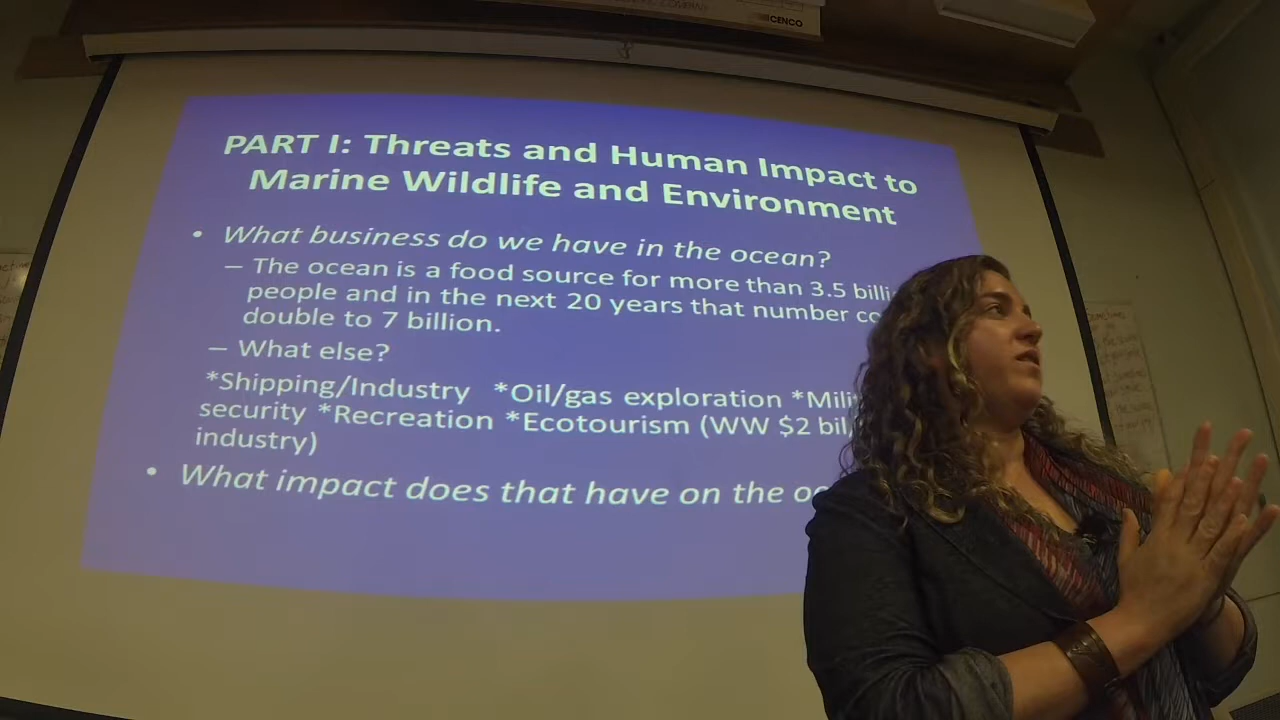 CENCO
PART I: Threats and Human Impact to
Marine Wildlife and Environment
• What business do we have in the ocean?
– The ocean is a food source for more than 3.5
people and in the next 20 years that number
double to 7 billion.
– What else?
*Shipping/Industry *Oil/gas exploration
security *Recreation *Ecotourism (WW $2
industry)
• What impact does that have on the